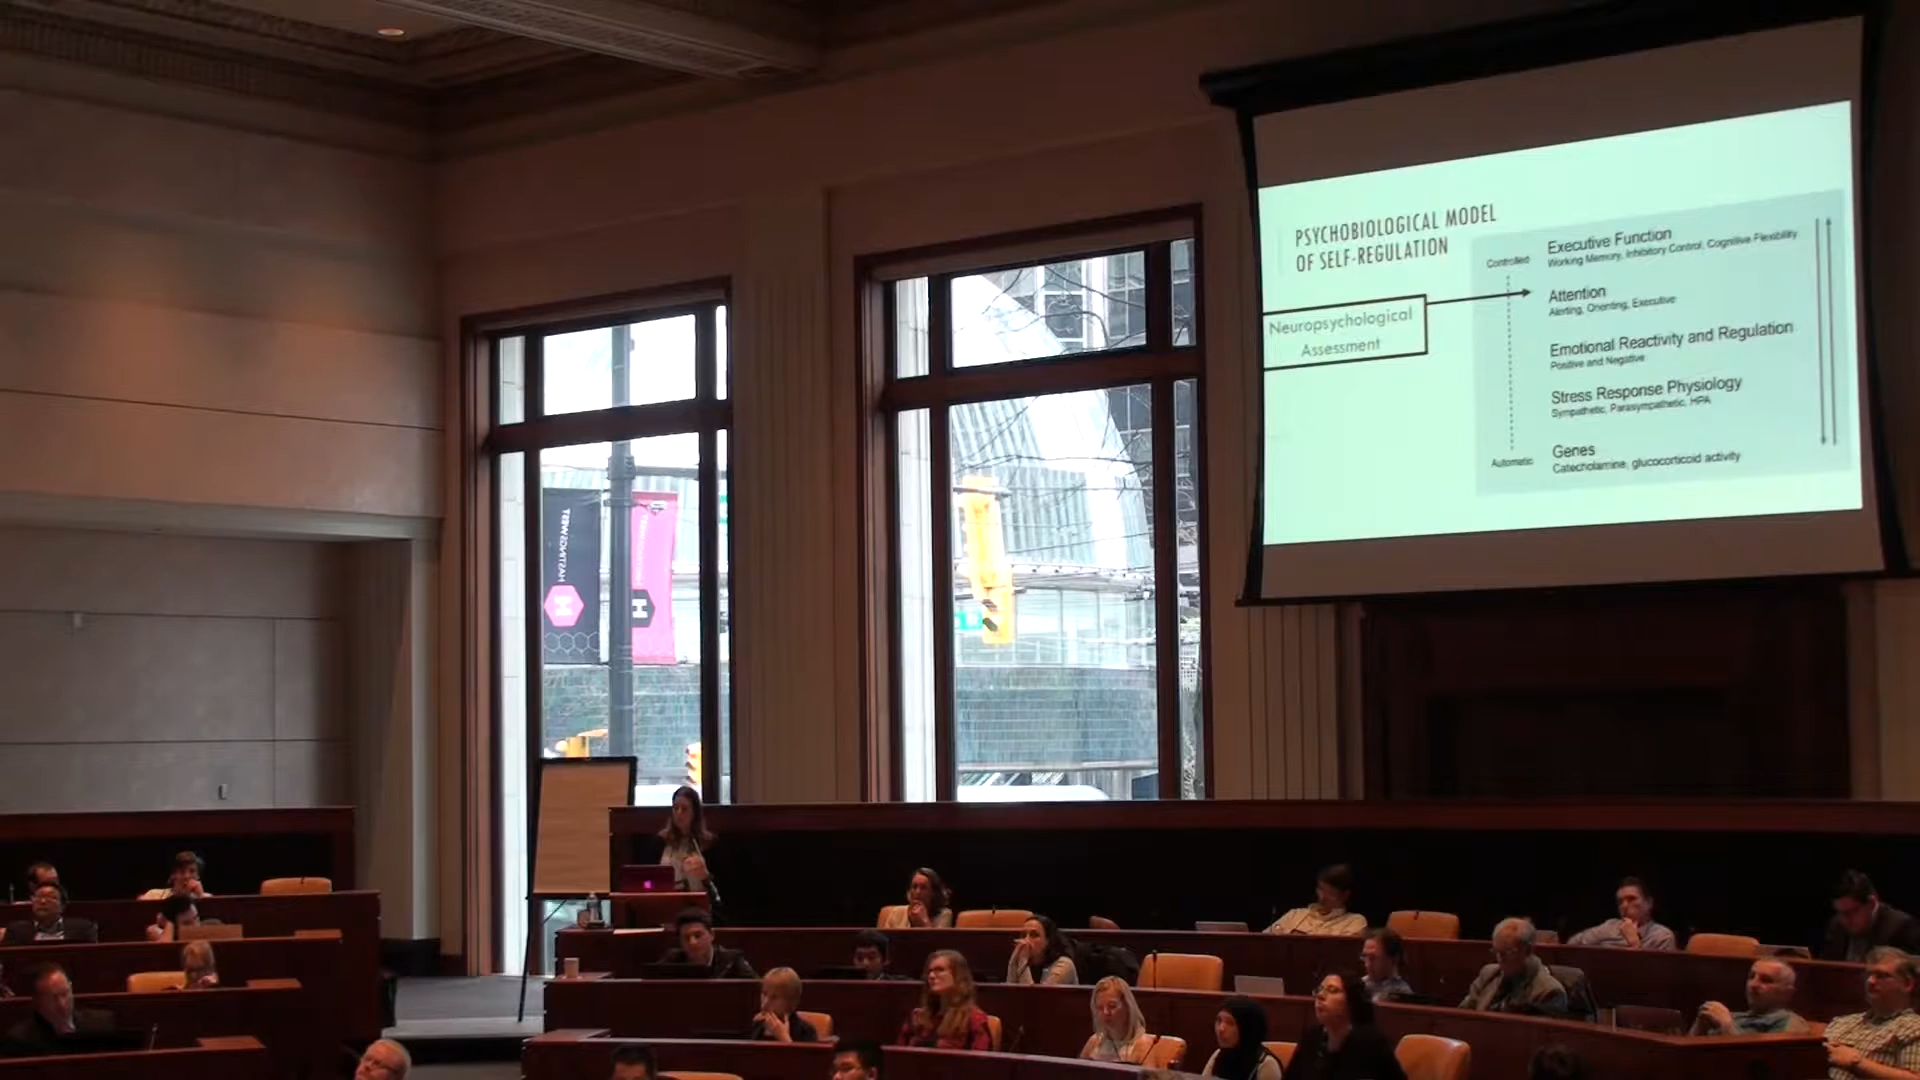 PSYCHOBIOLOGICAL MODEL
OF SELF-REGULATION
Neuropsychological
Assessment
Controlled
Executive Function
Working Memory, Inhibitory Control, Cognitive Flexibility
Attention
Alerting, Orienting, Executive
Emotional Reactivity and Regulation
Positive and Negative
Stress Response Physiology
Sympathetic, Parasympathetic, HPA
Automatic
Genes
Catecholamine, glucocorticoid activity
H
H